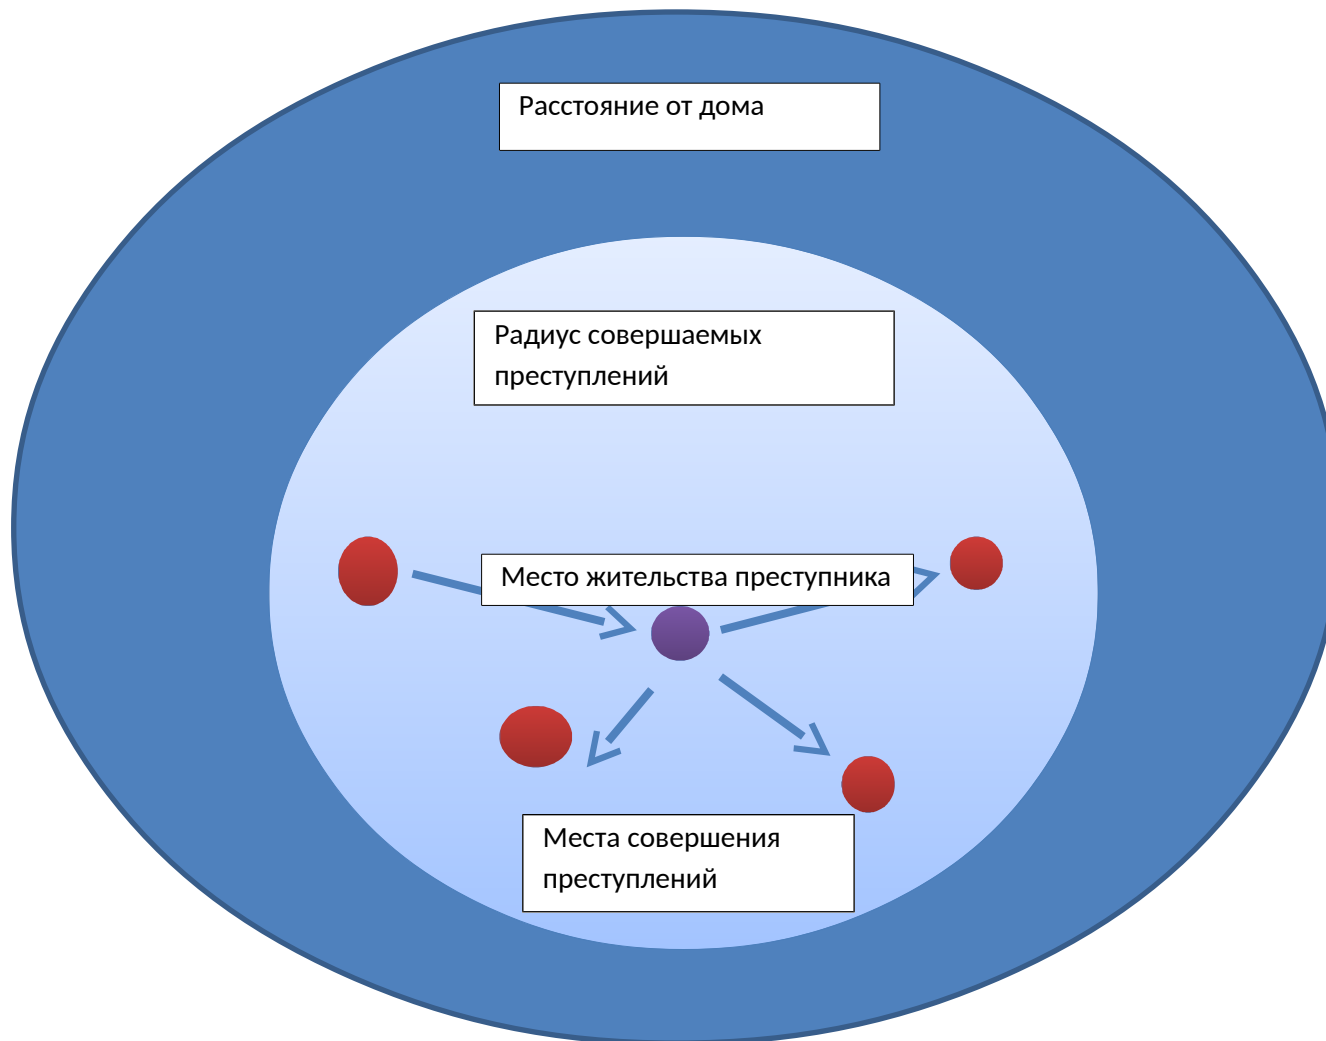 Расстояние от дома
Радиус совершаемых
преступлений
Место жительства преступника
Места совершения
преступлений